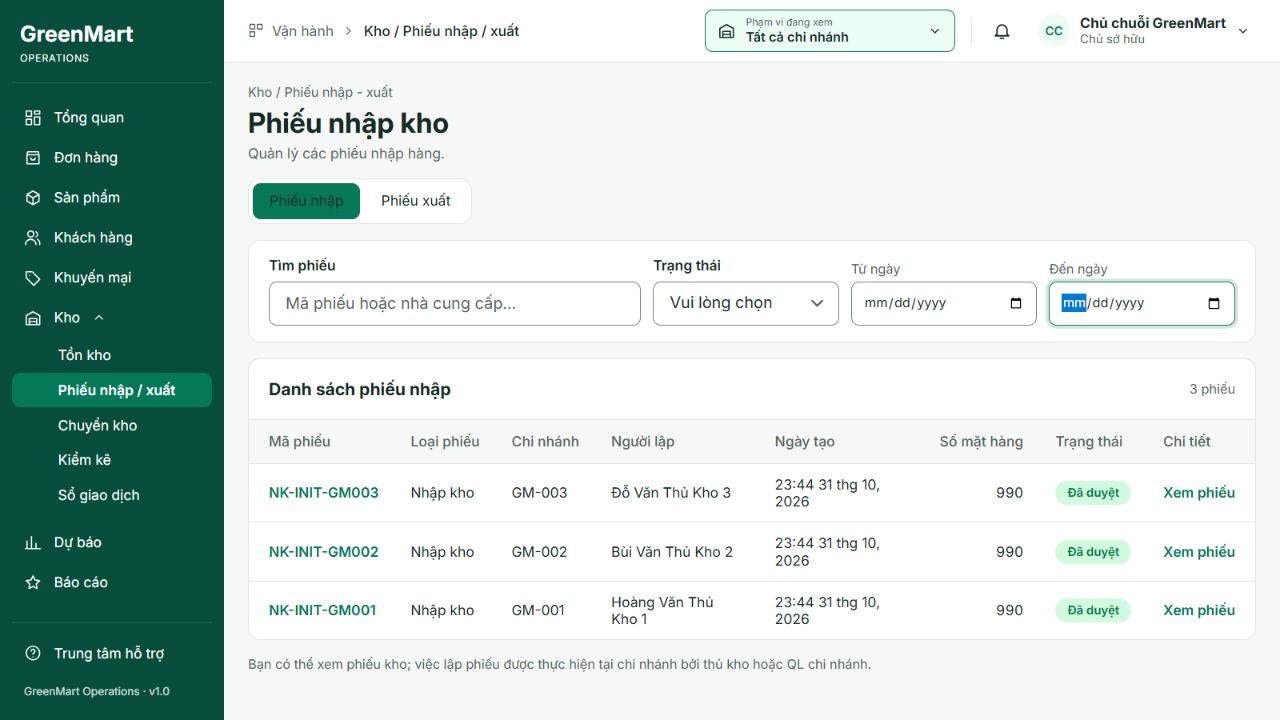 GreenMart
OPERATIONS
Tổng quan
Đơn hàng
Sản phẩm
Khách hàng
Khuyến mại
Kho
Tồn kho
Phiếu nhập / xuất
Chuyển kho
Kiểm kê
Sổ giao dịch
Dự báo
Báo cáo
Trung tâm hỗ trợ
GreenMart Operations · v1.0
Vận hành > Kho / Phiếu nhập / xuất
Phạm vi đang xem
Tất cả chi nhánh
CC
Chủ chuỗi GreenMart
Chủ sở hữu
Kho / Phiếu nhập - xuất
Phiếu nhập kho
Quản lý các phiếu nhập hàng.
Phiếu nhập Phiếu xuất
Tìm phiếu Trạng thái Từ ngày Đến ngày
Mã phiếu hoặc nhà cung cấp... Vui lòng chọn mm/dd/yyyy mm/dd/yyyy
Danh sách phiếu nhập 3 phiếu
Mã phiếu Loại phiếu Chi nhánh Người lập Ngày tạo Số mặt hàng Trạng thái Chi tiết
NK-INIT-GM003 Nhập kho GM-003 Đỗ Văn Thủ Kho 3 23:44 31 thg 10, 2026 990 Đã duyệt Xem phiếu
NK-INIT-GM002 Nhập kho GM-002 Bùi Văn Thủ Kho 2 23:44 31 thg 10, 2026 990 Đã duyệt Xem phiếu
NK-INIT-GM001 Nhập kho GM-001 Hoàng Văn Thủ Kho 1 23:44 31 thg 10, 2026 990 Đã duyệt Xem phiếu
Bạn có thể xem phiếu kho; việc lập phiếu được thực hiện tại chi nhánh bởi thủ kho hoặc QL chi nhánh.